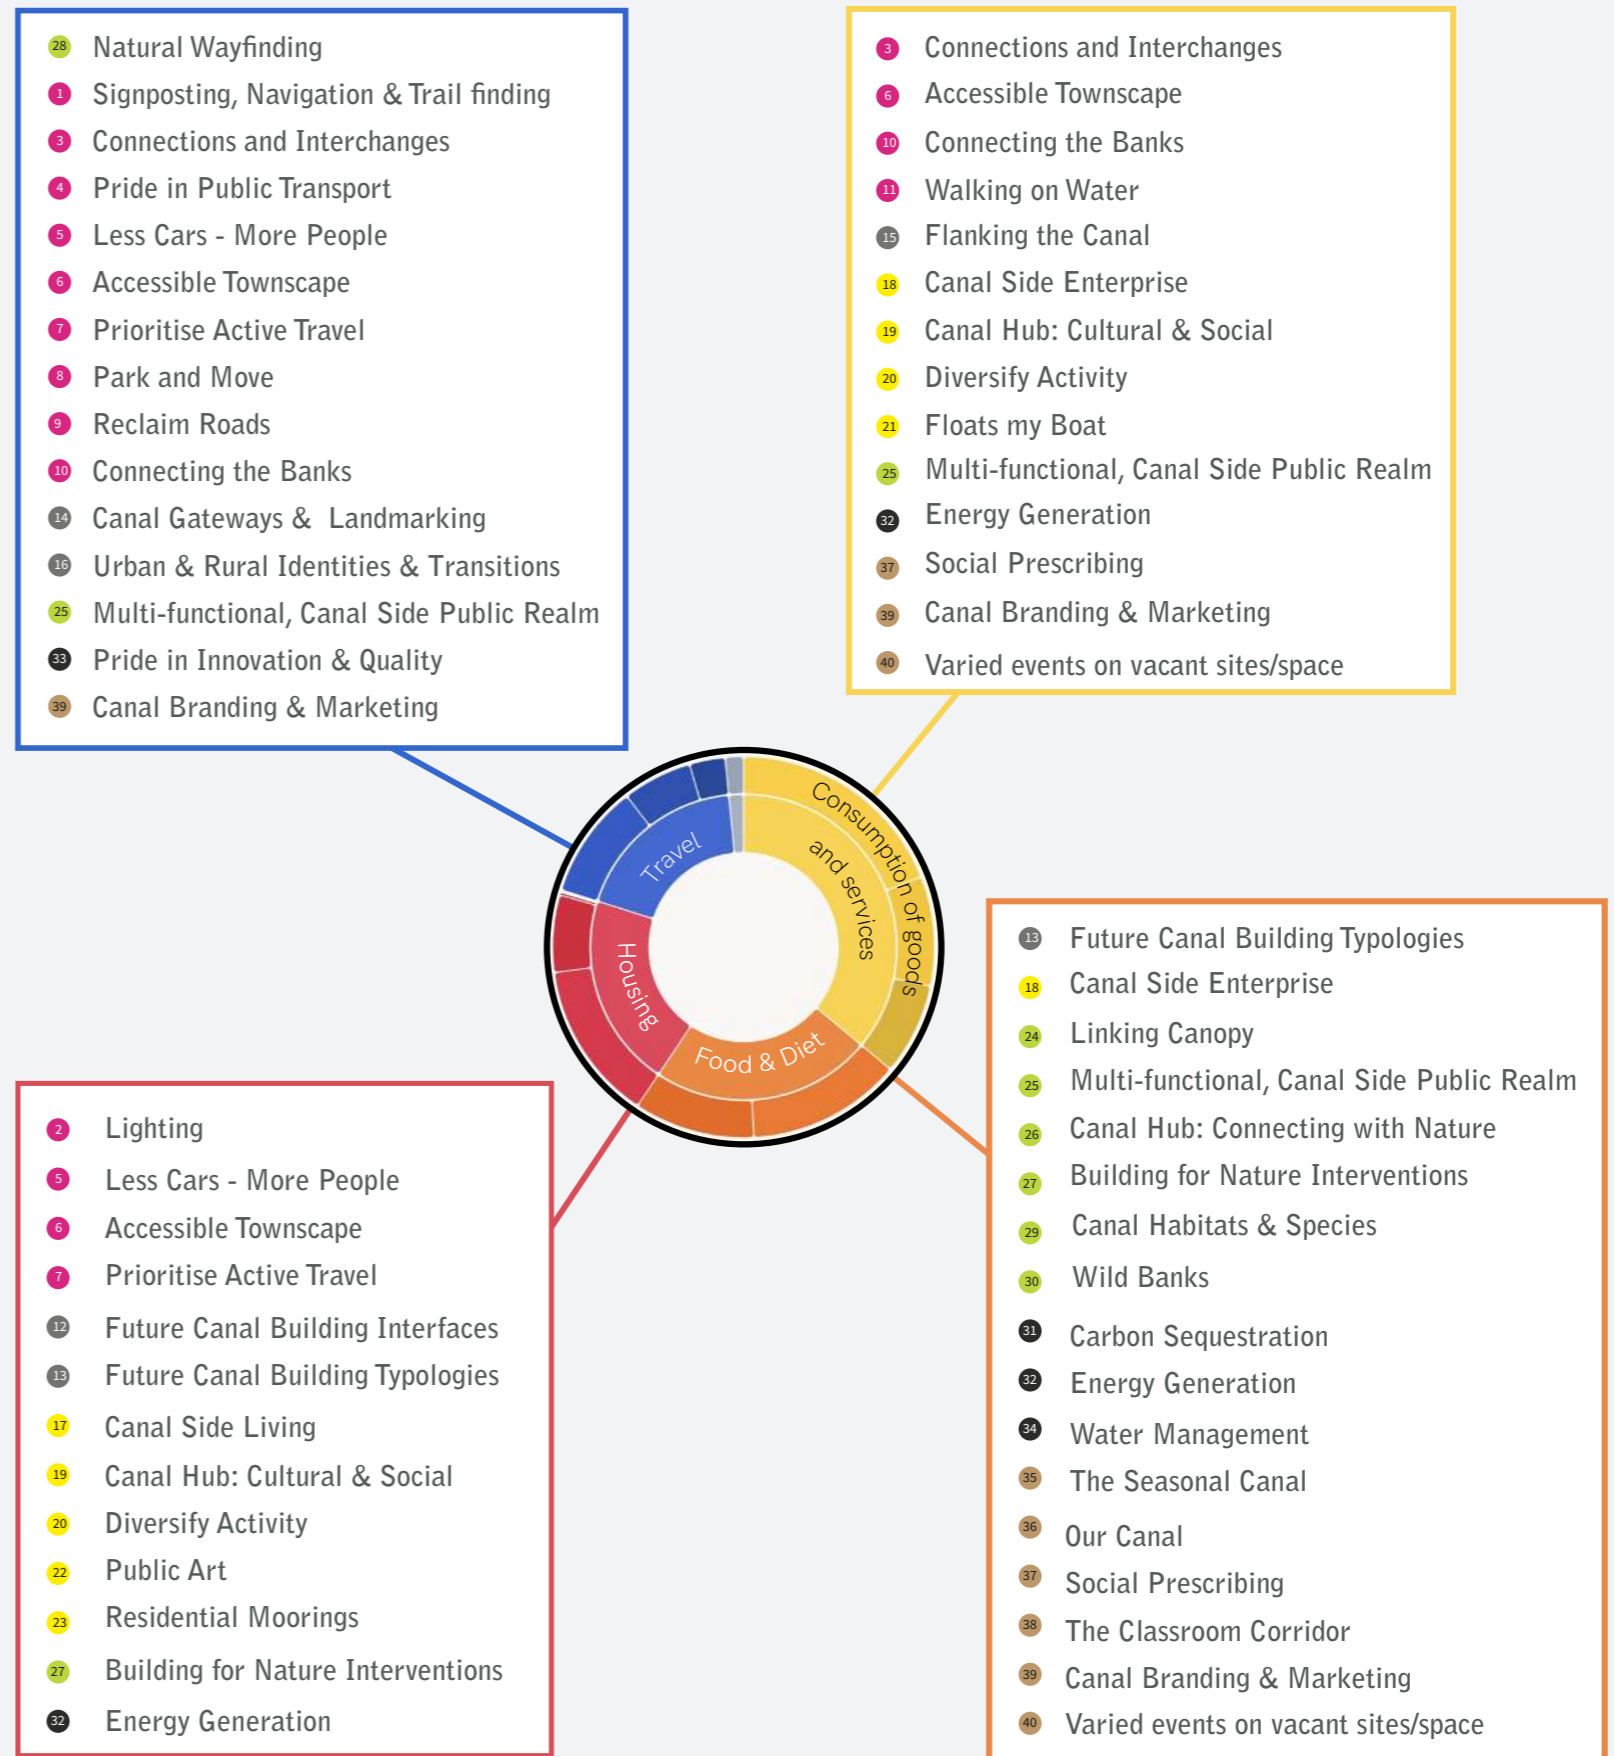 28 Natural Wayfinding
1 Signposting, Navigation & Trail finding
3 Connections and Interchanges
4 Pride in Public Transport
5 Less Cars - More People
6 Accessible Townscape
7 Prioritise Active Travel
8 Park and Move
9 Reclaim Roads
10 Connecting the Banks
14 Canal Gateways & Landmarking
16 Urban & Rural Identities & Transitions
25 Multi-functional, Canal Side Public Realm
33 Pride in Innovation & Quality
39 Canal Branding & Marketing
3 Connections and Interchanges
6 Accessible Townscape
10 Connecting the Banks
11 Walking on Water
15 Flanking the Canal
18 Canal Side Enterprise
19 Canal Hub: Cultural & Social
20 Diversify Activity
21 Floats my Boat
25 Multi-functional, Canal Side Public Realm
32 Energy Generation
37 Social Prescribing
39 Canal Branding & Marketing
40 Varied events on vacant sites/space
Travel
Consumption of goods
and services
Housing
Food & Diet
2 Lighting
5 Less Cars - More People
6 Accessible Townscape
7 Prioritise Active Travel
12 Future Canal Building Interfaces
13 Future Canal Building Typologies
17 Canal Side Living
19 Canal Hub: Cultural & Social
20 Diversify Activity
22 Public Art
23 Residential Moorings
27 Building for Nature Interventions
32 Energy Generation
13 Future Canal Building Typologies
18 Canal Side Enterprise
24 Linking Canopy
25 Multi-functional, Canal Side Public Realm
26 Canal Hub: Connecting with Nature
27 Building for Nature Interventions
29 Canal Habitats & Species
30 Wild Banks
31 Carbon Sequestration
32 Energy Generation
34 Water Management
35 The Seasonal Canal
36 Our Canal
37 Social Prescribing
38 The Classroom Corridor
39 Canal Branding & Marketing
40 Varied events on vacant sites/space